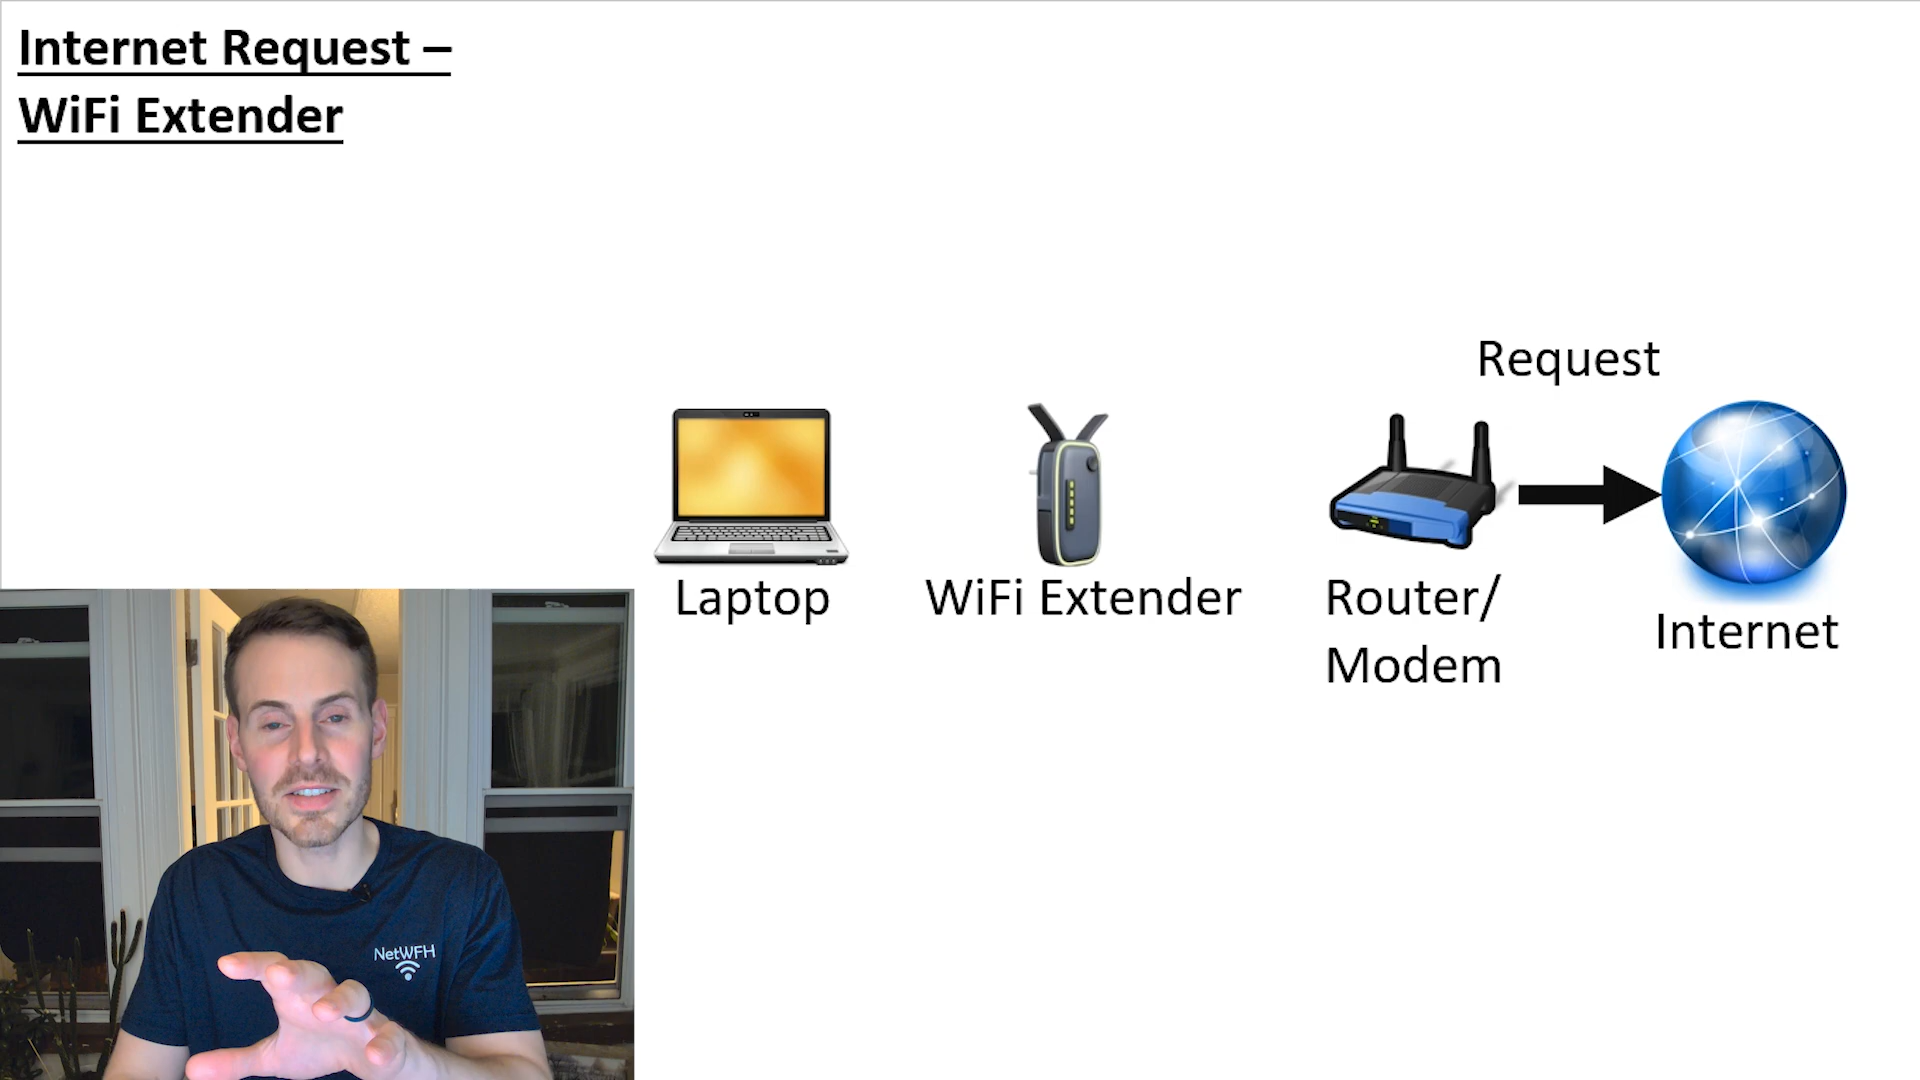 Internet Request –
WiFi Extender
Request
Laptop
WiFi Extender
Router/
Modem
Internet
NetWFH